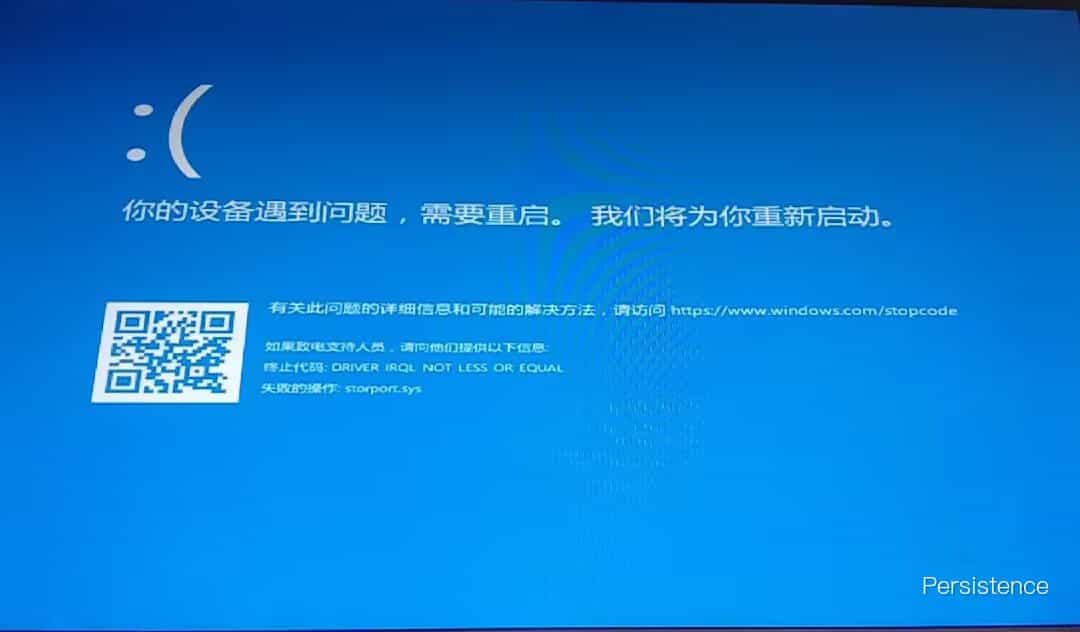 :(
你的设备遇到问题，需要重启。 我们将为你重新启动。
有关此问题的详细信息和可能的解决方法，请访问 https://www.windows.com/stopcode
如果致电支持人员，请向他们提供以下信息:
终止代码: DRIVER IRQL NOT LESS OR EQUAL
失败的操作: storport.sys
Persistence